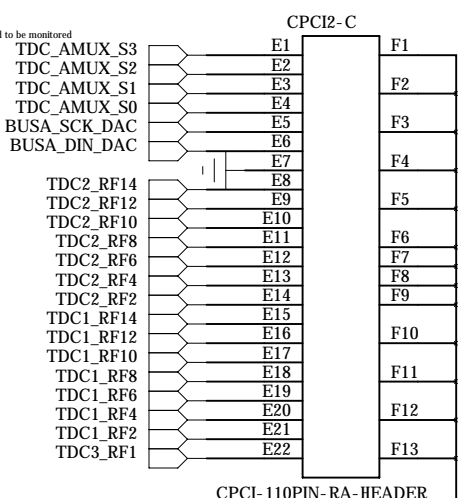 CPCI2-C
l to be monitored
TDC_AMUX_S3 E1 F1
TDC_AMUX_S2 E2
TDC_AMUX_S1 E3 F2
TDC_AMUX_S0 E4
BUSA_SCK_DAC E5 F3
BUSA_DIN_DAC E6
E7 F4
TDC2_RF14 E8
TDC2_RF12 E9 F5
TDC2_RF10 E10
TDC2_RF8 E11 F6
TDC2_RF6 E12 F7
TDC2_RF4 E13 F8
TDC2_RF2 E14 F9
TDC1_RF14 E15
TDC1_RF12 E16 F10
TDC1_RF10 E17
TDC1_RF8 E18 F11
TDC1_RF6 E19
TDC1_RF4 E20 F12
TDC1_RF2 E21
TDC3_RF1 E22 F13
CPCI-110PIN-RA-HEADER